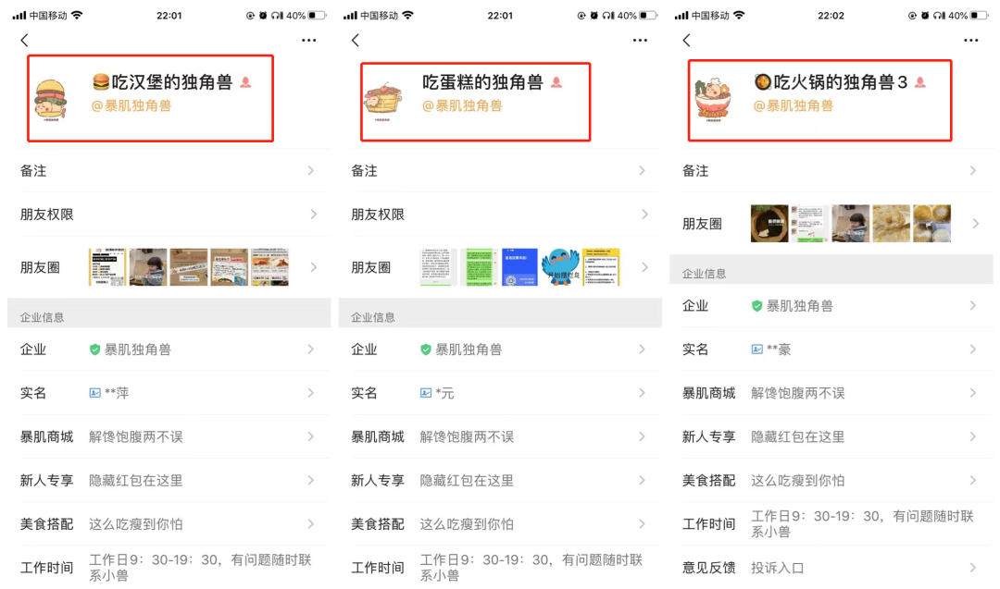 中国移动
22:01
40%
吃汉堡的独角兽
@暴肌独角兽
备注
朋友权限
朋友圈
企业信息
企业
暴肌独角兽
实名
**萍
暴肌商城
解馋饱腹两不误
新人专享
隐藏红包在这里
美食搭配
这么吃瘦到你怕
工作时间
工作日9：30-19：30，有问题随时联
系小兽
中国移动
22:01
40%
吃蛋糕的独角兽
@暴肌独角兽
备注
朋友权限
朋友圈
开始摆烂鸟
企业信息
企业
暴肌独角兽
实名
*元
暴肌商城
解馋饱腹两不误
新人专享
隐藏红包在这里
美食搭配
这么吃瘦到你怕
工作时间
工作日9：30-19：30，有问题随时联
系小兽
中国移动
22:02
40%
吃火锅的独角兽3
@暴肌独角兽
备注
朋友圈
企业信息
企业
暴肌独角兽
实名
**豪
暴肌商城
解馋饱腹两不误
新人专享
隐藏红包在这里
美食搭配
这么吃瘦到你怕
工作时间
工作日9：30-19：30，有问题随时联
系小兽
意见反馈
投诉入口